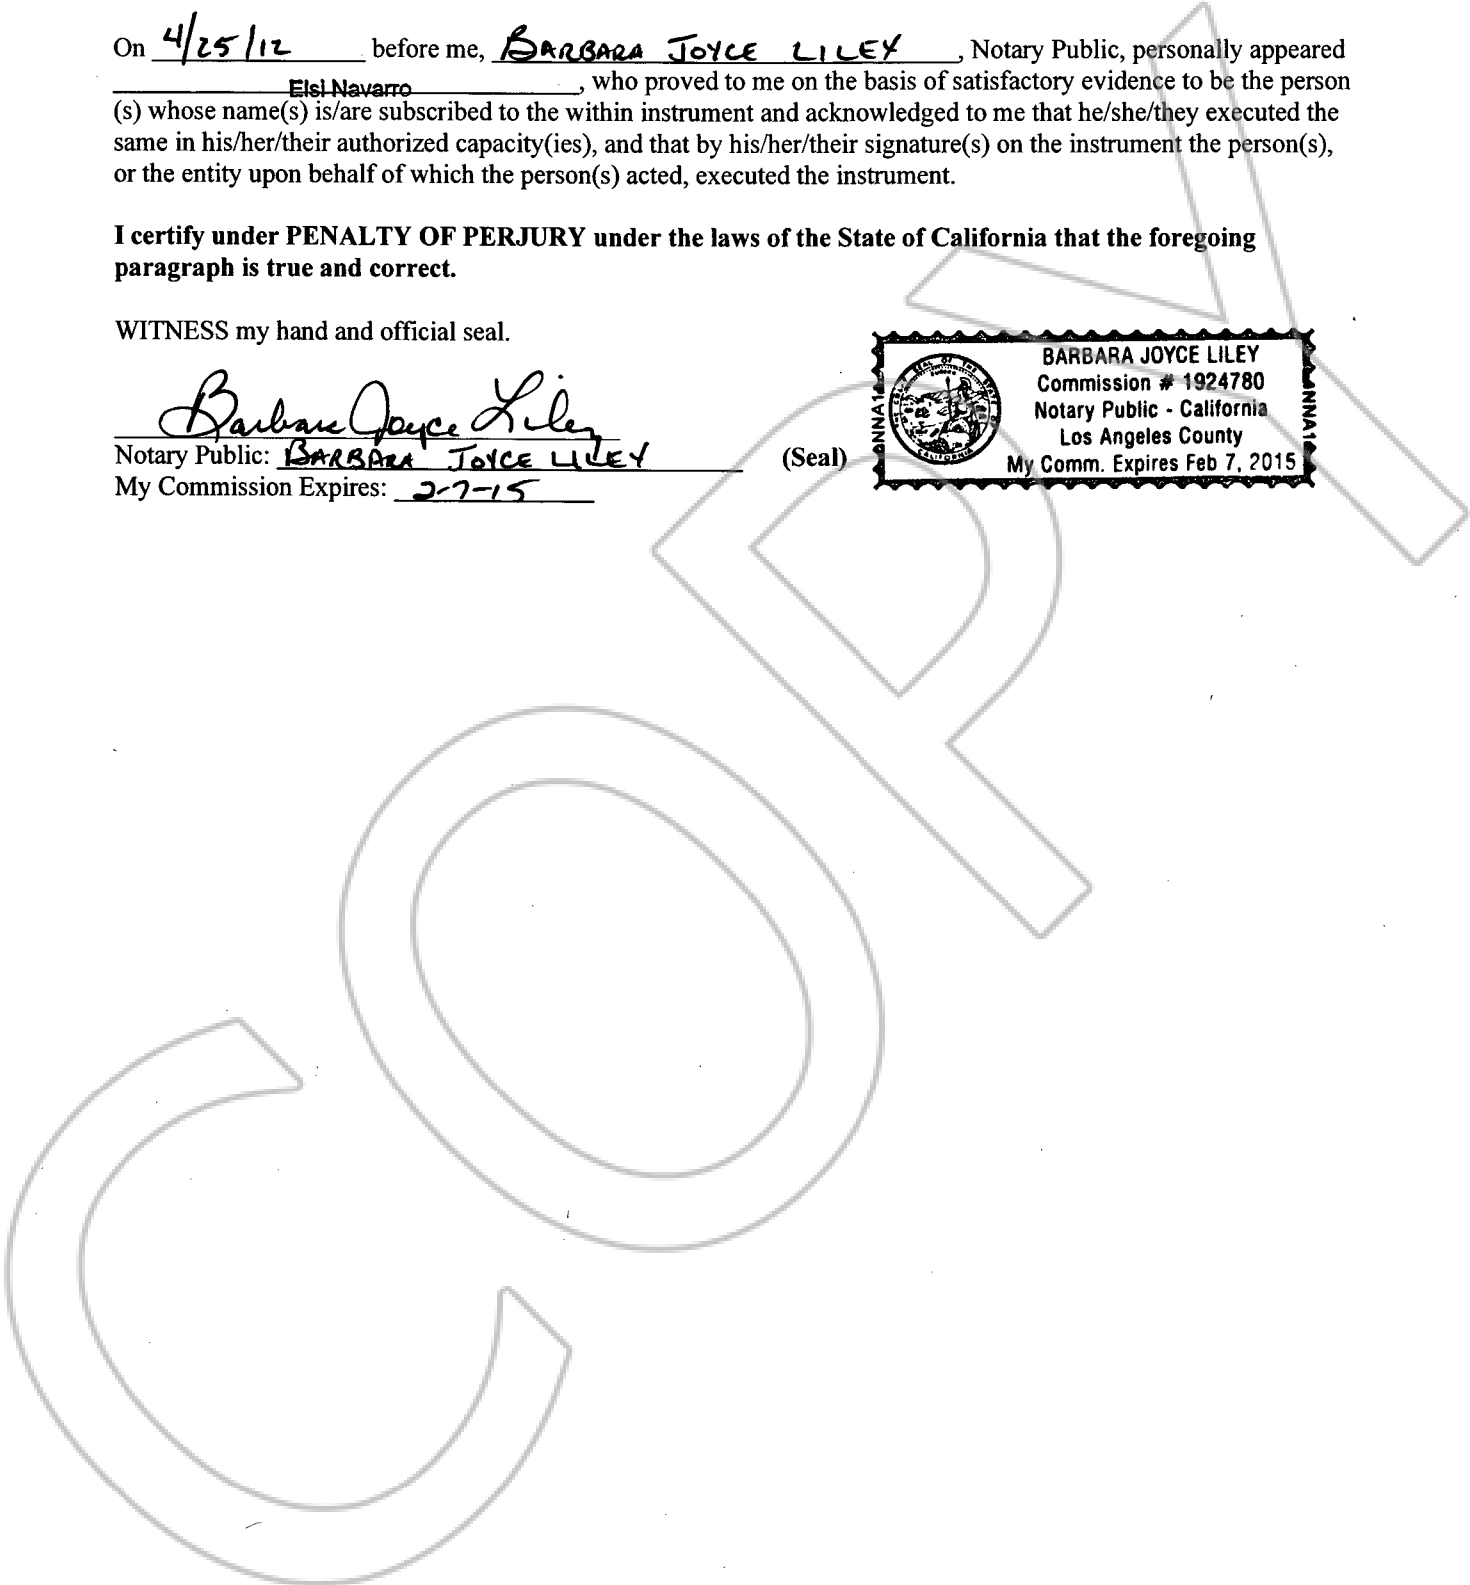 On 4/25/12 before me, BARBARA JOYCE LILEY, Notary Public, personally appeared
Elsi Navarro, who proved to me on the basis of satisfactory evidence to be the person
(s) whose name(s) is/are subscribed to the within instrument and acknowledged to me that he/she/they executed the
same in his/her/their authorized capacity(ies), and that by his/her/their signature(s) on the instrument the person(s),
or the entity upon behalf of which the person(s) acted, executed the instrument.
I certify under PENALTY OF PERJURY under the laws of the State of California that the foregoing
paragraph is true and correct.
WITNESS my hand and official seal.
Barbara Joyce Liley
Notary Public: BARBARA JOYCE LILEY
My Commission Expires: 2-7-15
(Seal)
BARBARA JOYCE LILEY
Commission # 1924780
Notary Public - California
Los Angeles County
My Comm. Expires Feb 7, 2015
COPY